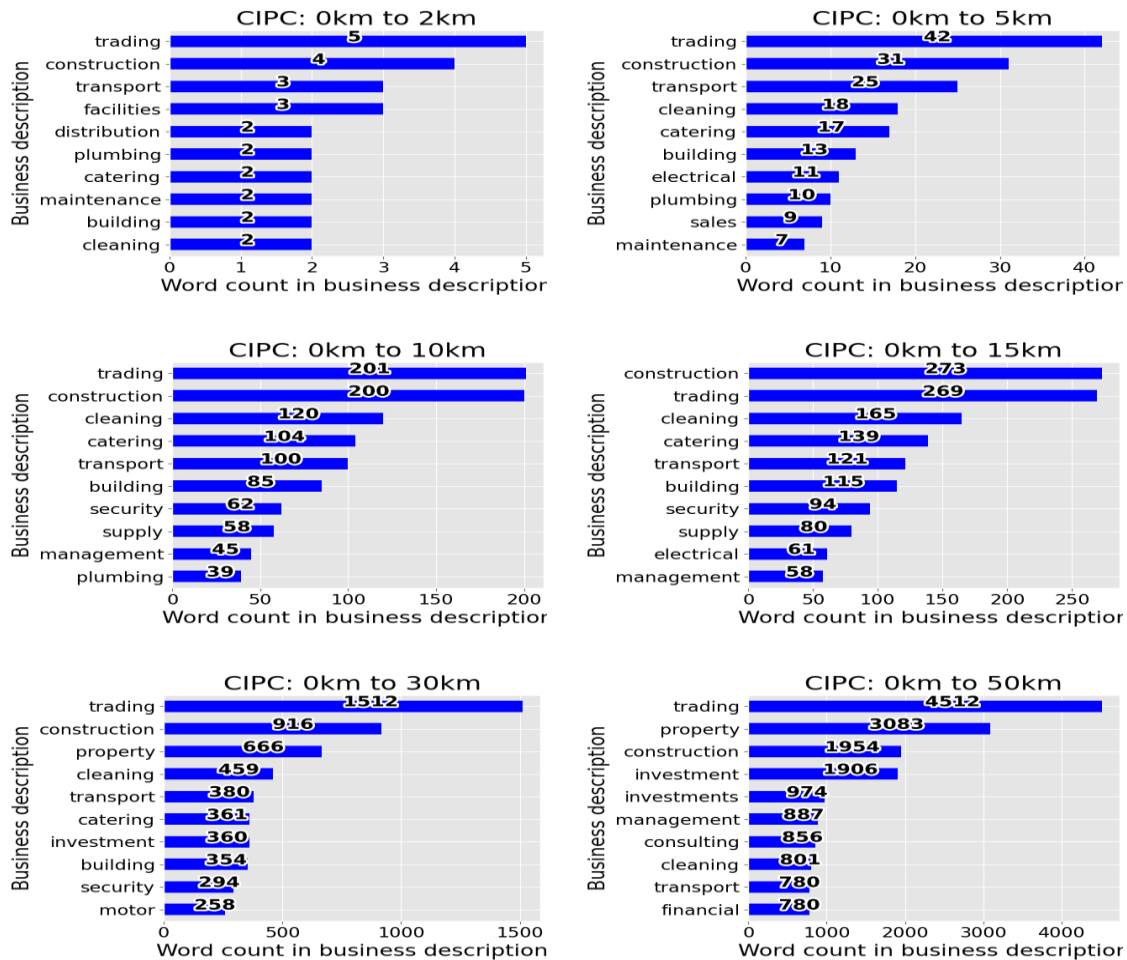 CIPC: 0km to 2km
Business description
trading 5
construction 4
transport 3
facilities 3
distribution 2
plumbing 2
catering 2
maintenance 2
building 2
cleaning 2
0 1 2 3 4 5
Word count in business description
CIPC: 0km to 5km
Business description
trading 42
construction 31
transport 25
cleaning 18
catering 17
building 13
electrical 11
plumbing 10
sales 9
maintenance 7
0 10 20 30 40
Word count in business description
CIPC: 0km to 10km
Business description
trading 201
construction 200
cleaning 120
catering 104
transport 100
building 85
security 62
supply 58
management 45
plumbing 39
0 50 100 150 200
Word count in business description
CIPC: 0km to 15km
Business description
construction 273
trading 269
cleaning 165
catering 139
transport 121
building 115
security 94
supply 80
electrical 61
management 58
0 50 100 150 200 250
Word count in business description
CIPC: 0km to 30km
Business description
trading 1512
construction 916
property 666
cleaning 459
transport 380
catering 361
investment 360
building 354
security 294
motor 258
0 500 1000 1500
Word count in business description
CIPC: 0km to 50km
Business description
trading 4512
property 3083
construction 1954
investment 1906
investments 974
management 887
consulting 856
cleaning 801
transport 780
financial 780
0 1000 2000 3000 4000
Word count in business description